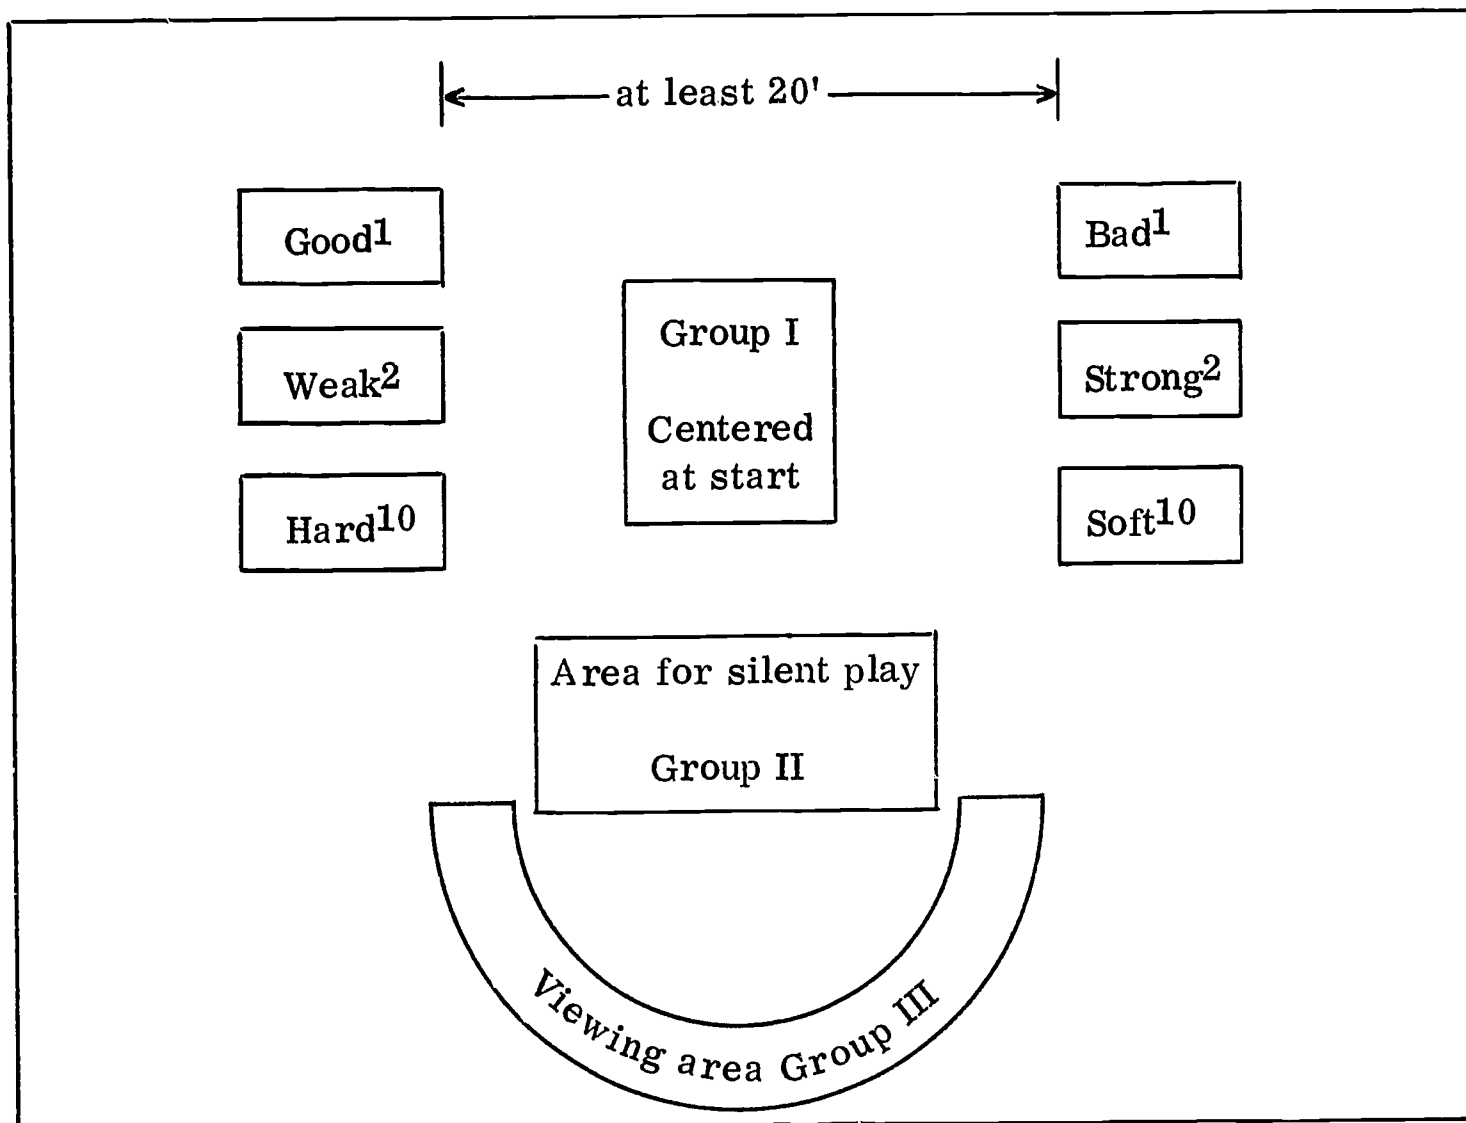 at least 20'
Good1
Bad1
Group I
Weak2
Strong2
Centered
at start
Hard10
Soft10
Area for silent play
Group II
Viewing area Group III